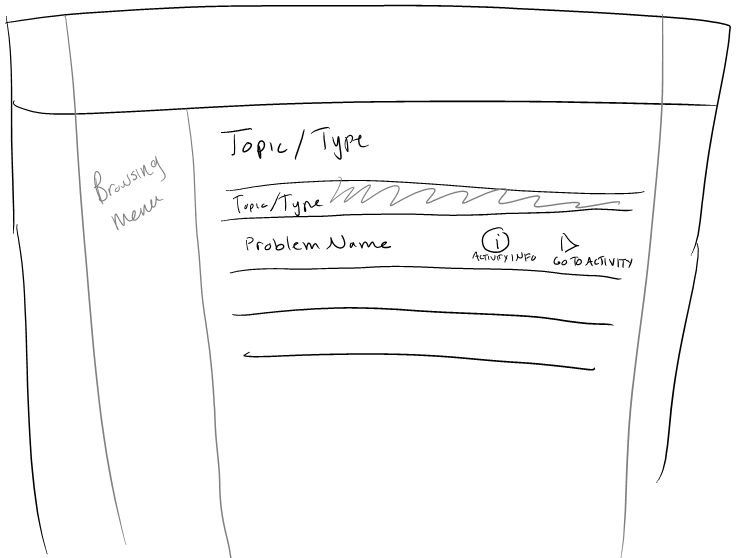 Topic/Type
Browsing
Menu
Topic/Type
Problem Name
i
ACTIVITY INFO
GO TO ACTIVITY